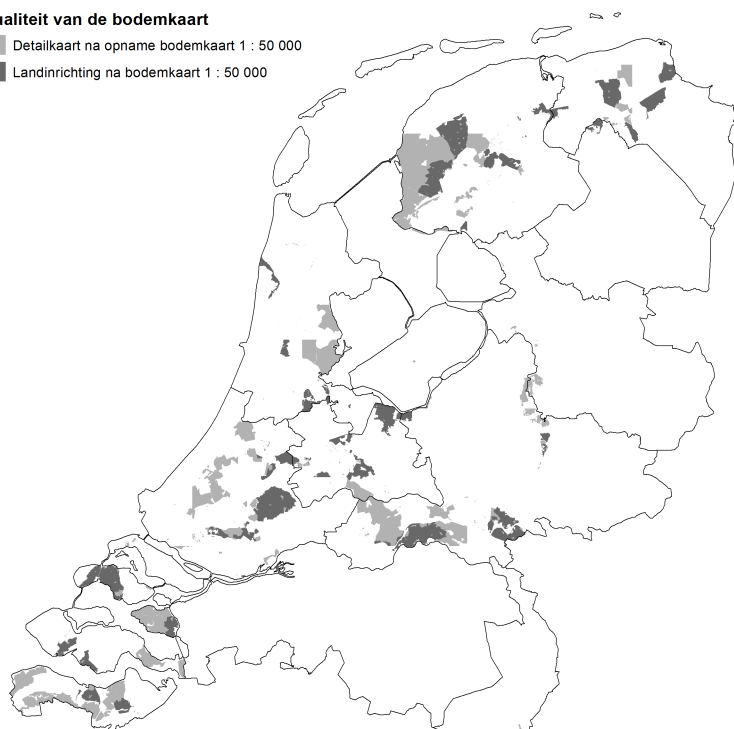 ualiteit van de bodemkaart
Detailkaart na opname bodemkaart 1 : 50 000
Landinrichting na bodemkaart 1 : 50 000